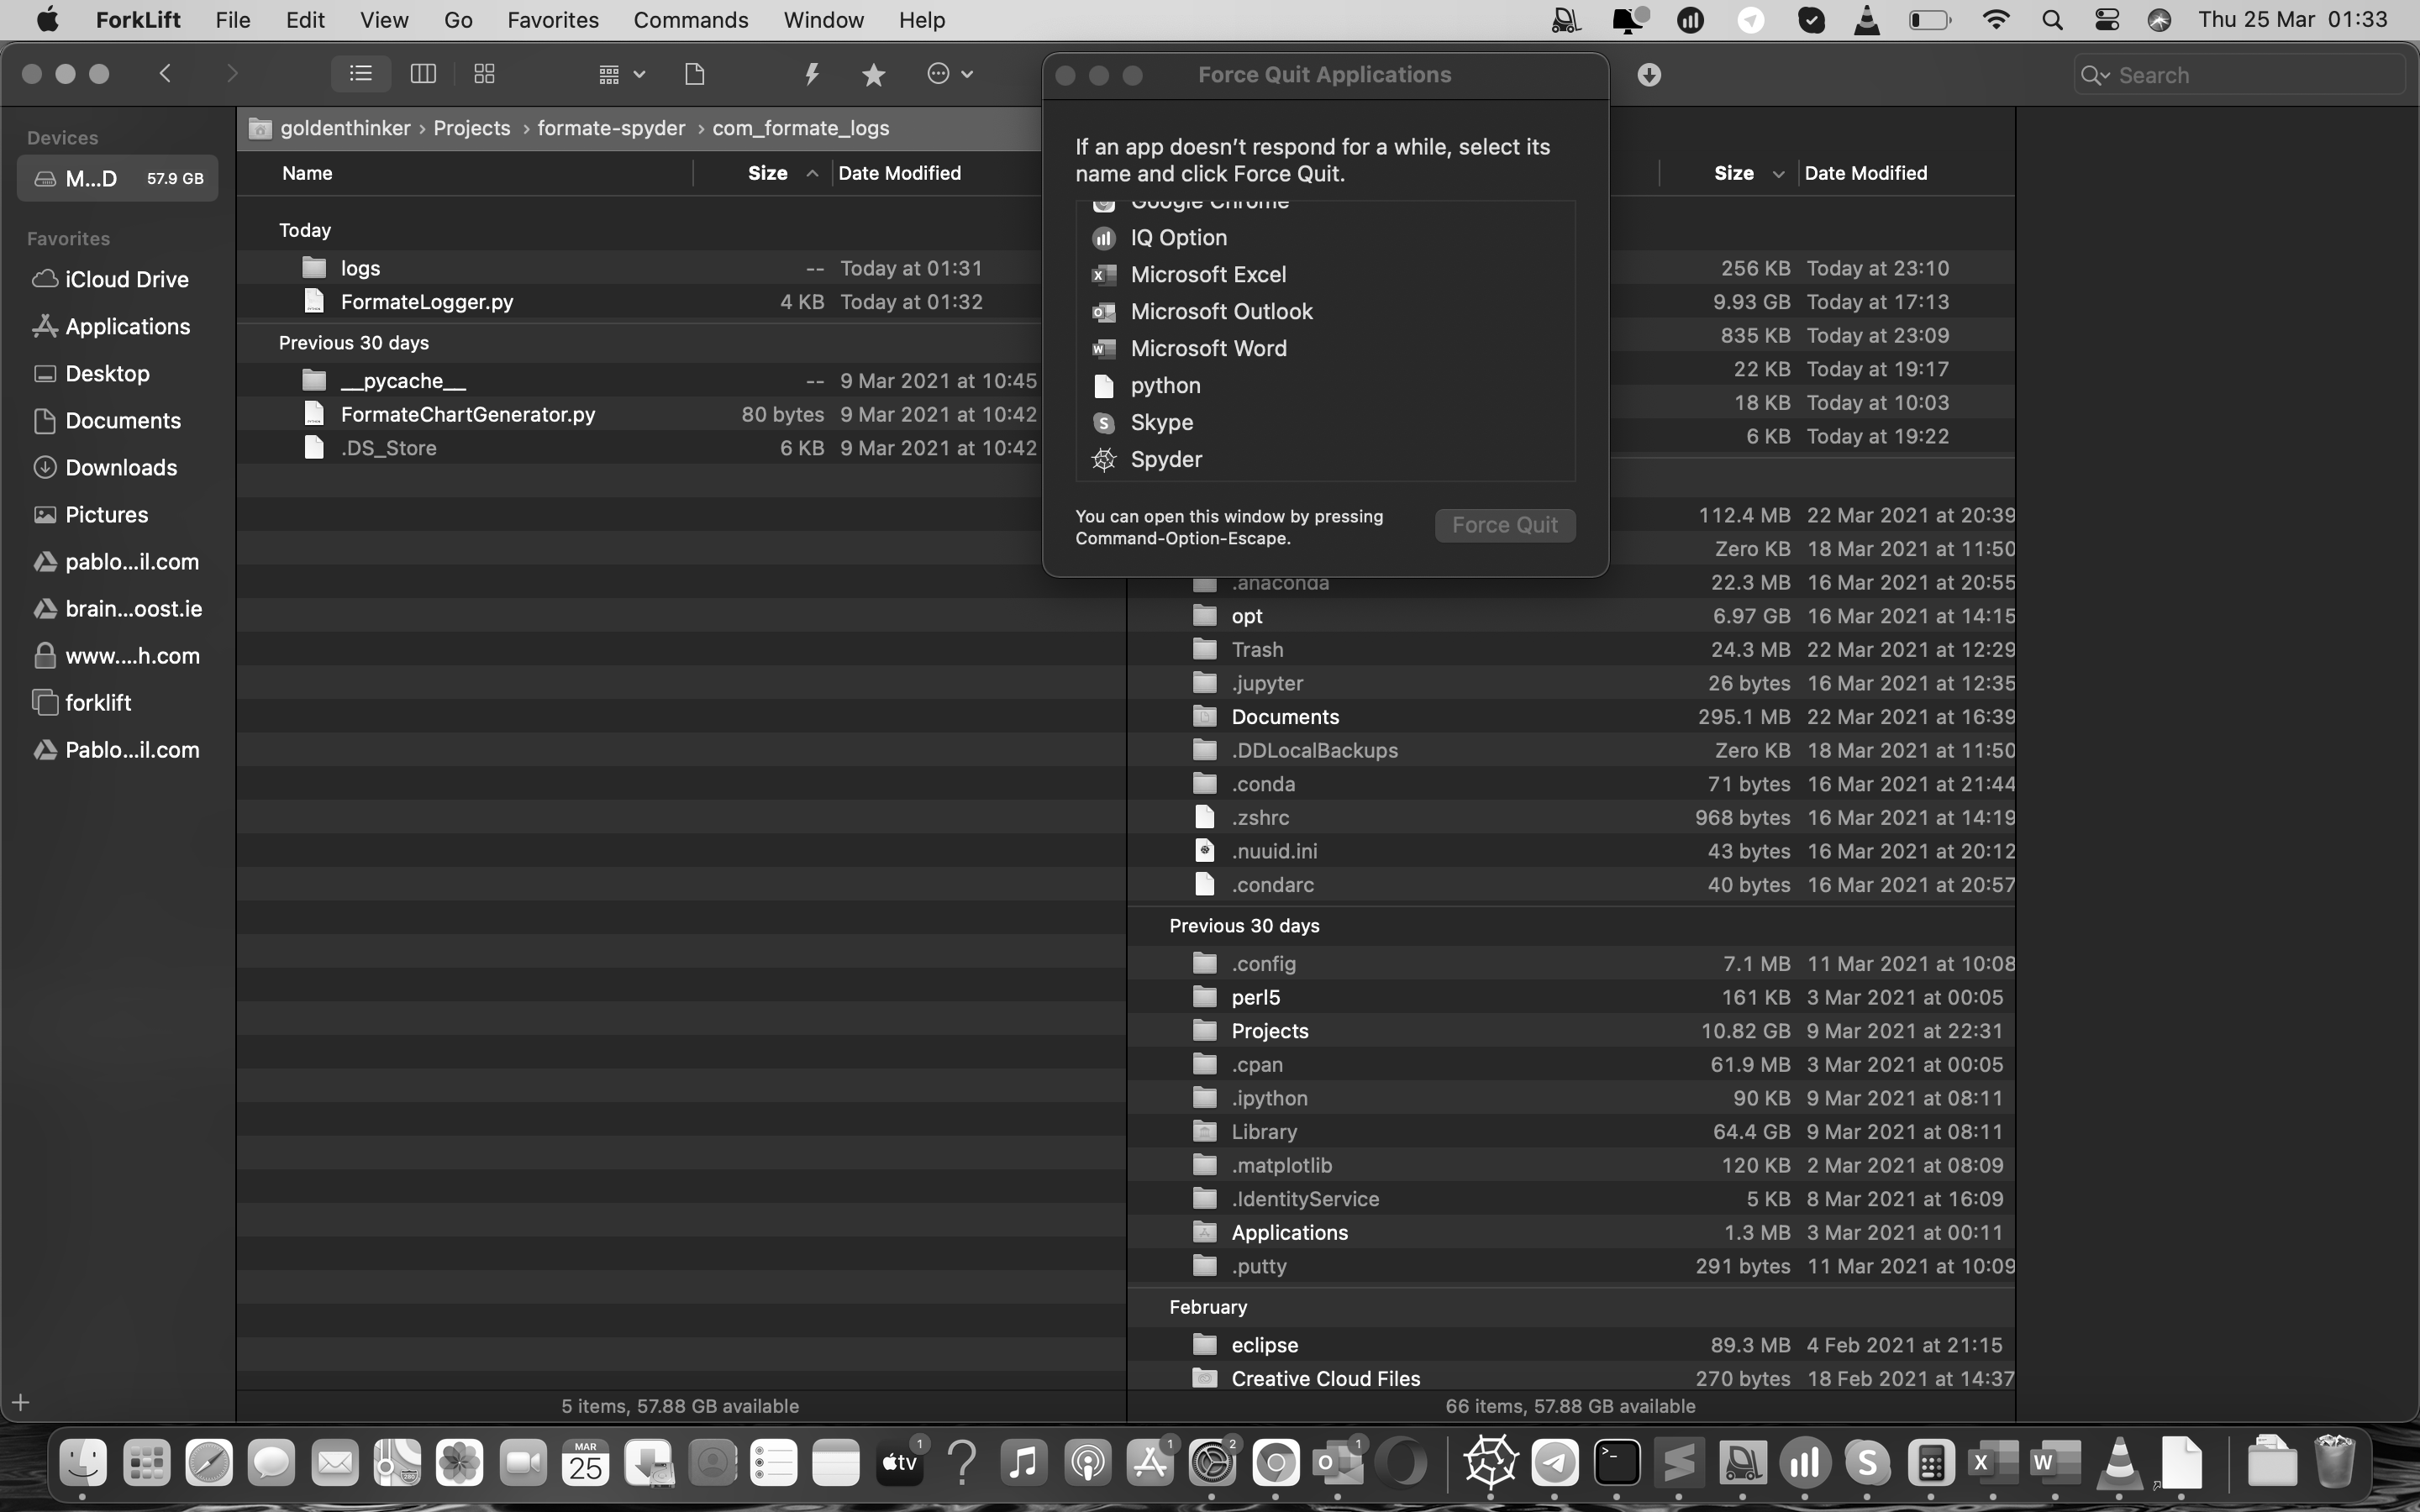 ForkLift File Edit View Go Favorites Commands Window Help Thu 25 Mar 01:33
Search
Devices
M...D 57.9 GB
Favorites
iCloud Drive
Applications
Desktop
Documents
Downloads
Pictures
pablo...il.com
brain...oost.ie
www....h.com
forklift
Pablo...il.com
goldenthinker › Projects › formate-spyder › com_formate_logs
Name Size Date Modified
Today
logs -- Today at 01:31
FormateLogger.py 4 KB Today at 01:32
Previous 30 days
__pycache__ -- 9 Mar 2021 at 10:45
FormateChartGenerator.py 80 bytes 9 Mar 2021 at 10:42
.DS_Store 6 KB 9 Mar 2021 at 10:42
5 items, 57.88 GB available
Force Quit Applications
If an app doesn't respond for a while, select its
name and click Force Quit.
Google Chrome
IQ Option
Microsoft Excel
Microsoft Outlook
Microsoft Word
python
Skype
Spyder
You can open this window by pressing
Command-Option-Escape.
Force Quit
Size Date Modified
256 KB Today at 23:10
9.93 GB Today at 17:13
835 KB Today at 23:09
22 KB Today at 19:17
18 KB Today at 10:03
6 KB Today at 19:22
112.4 MB 22 Mar 2021 at 20:39
Zero KB 18 Mar 2021 at 11:50
.anaconda 22.3 MB 16 Mar 2021 at 20:55
opt 6.97 GB 16 Mar 2021 at 14:15
Trash 24.3 MB 22 Mar 2021 at 12:29
.jupyter 26 bytes 16 Mar 2021 at 12:35
Documents 295.1 MB 22 Mar 2021 at 16:39
.DDLocalBackups Zero KB 18 Mar 2021 at 11:50
.conda 71 bytes 16 Mar 2021 at 21:44
.zshrc 968 bytes 16 Mar 2021 at 14:19
.nuuid.ini 43 bytes 16 Mar 2021 at 20:12
.condarc 40 bytes 16 Mar 2021 at 20:57
Previous 30 days
.config 7.1 MB 11 Mar 2021 at 10:08
perl5 161 KB 3 Mar 2021 at 00:05
Projects 10.82 GB 9 Mar 2021 at 22:31
.cpan 61.9 MB 3 Mar 2021 at 00:05
.ipython 90 KB 9 Mar 2021 at 08:11
Library 64.4 GB 9 Mar 2021 at 08:11
.matplotlib 120 KB 2 Mar 2021 at 08:09
.IdentityService 5 KB 8 Mar 2021 at 16:09
Applications 1.3 MB 3 Mar 2021 at 00:11
.putty 291 bytes 11 Mar 2021 at 10:09
February
eclipse 89.3 MB 4 Feb 2021 at 21:15
Creative Cloud Files 270 bytes 18 Feb 2021 at 14:37
66 items, 57.88 GB available
MAR
25
tv
1
1
2
1